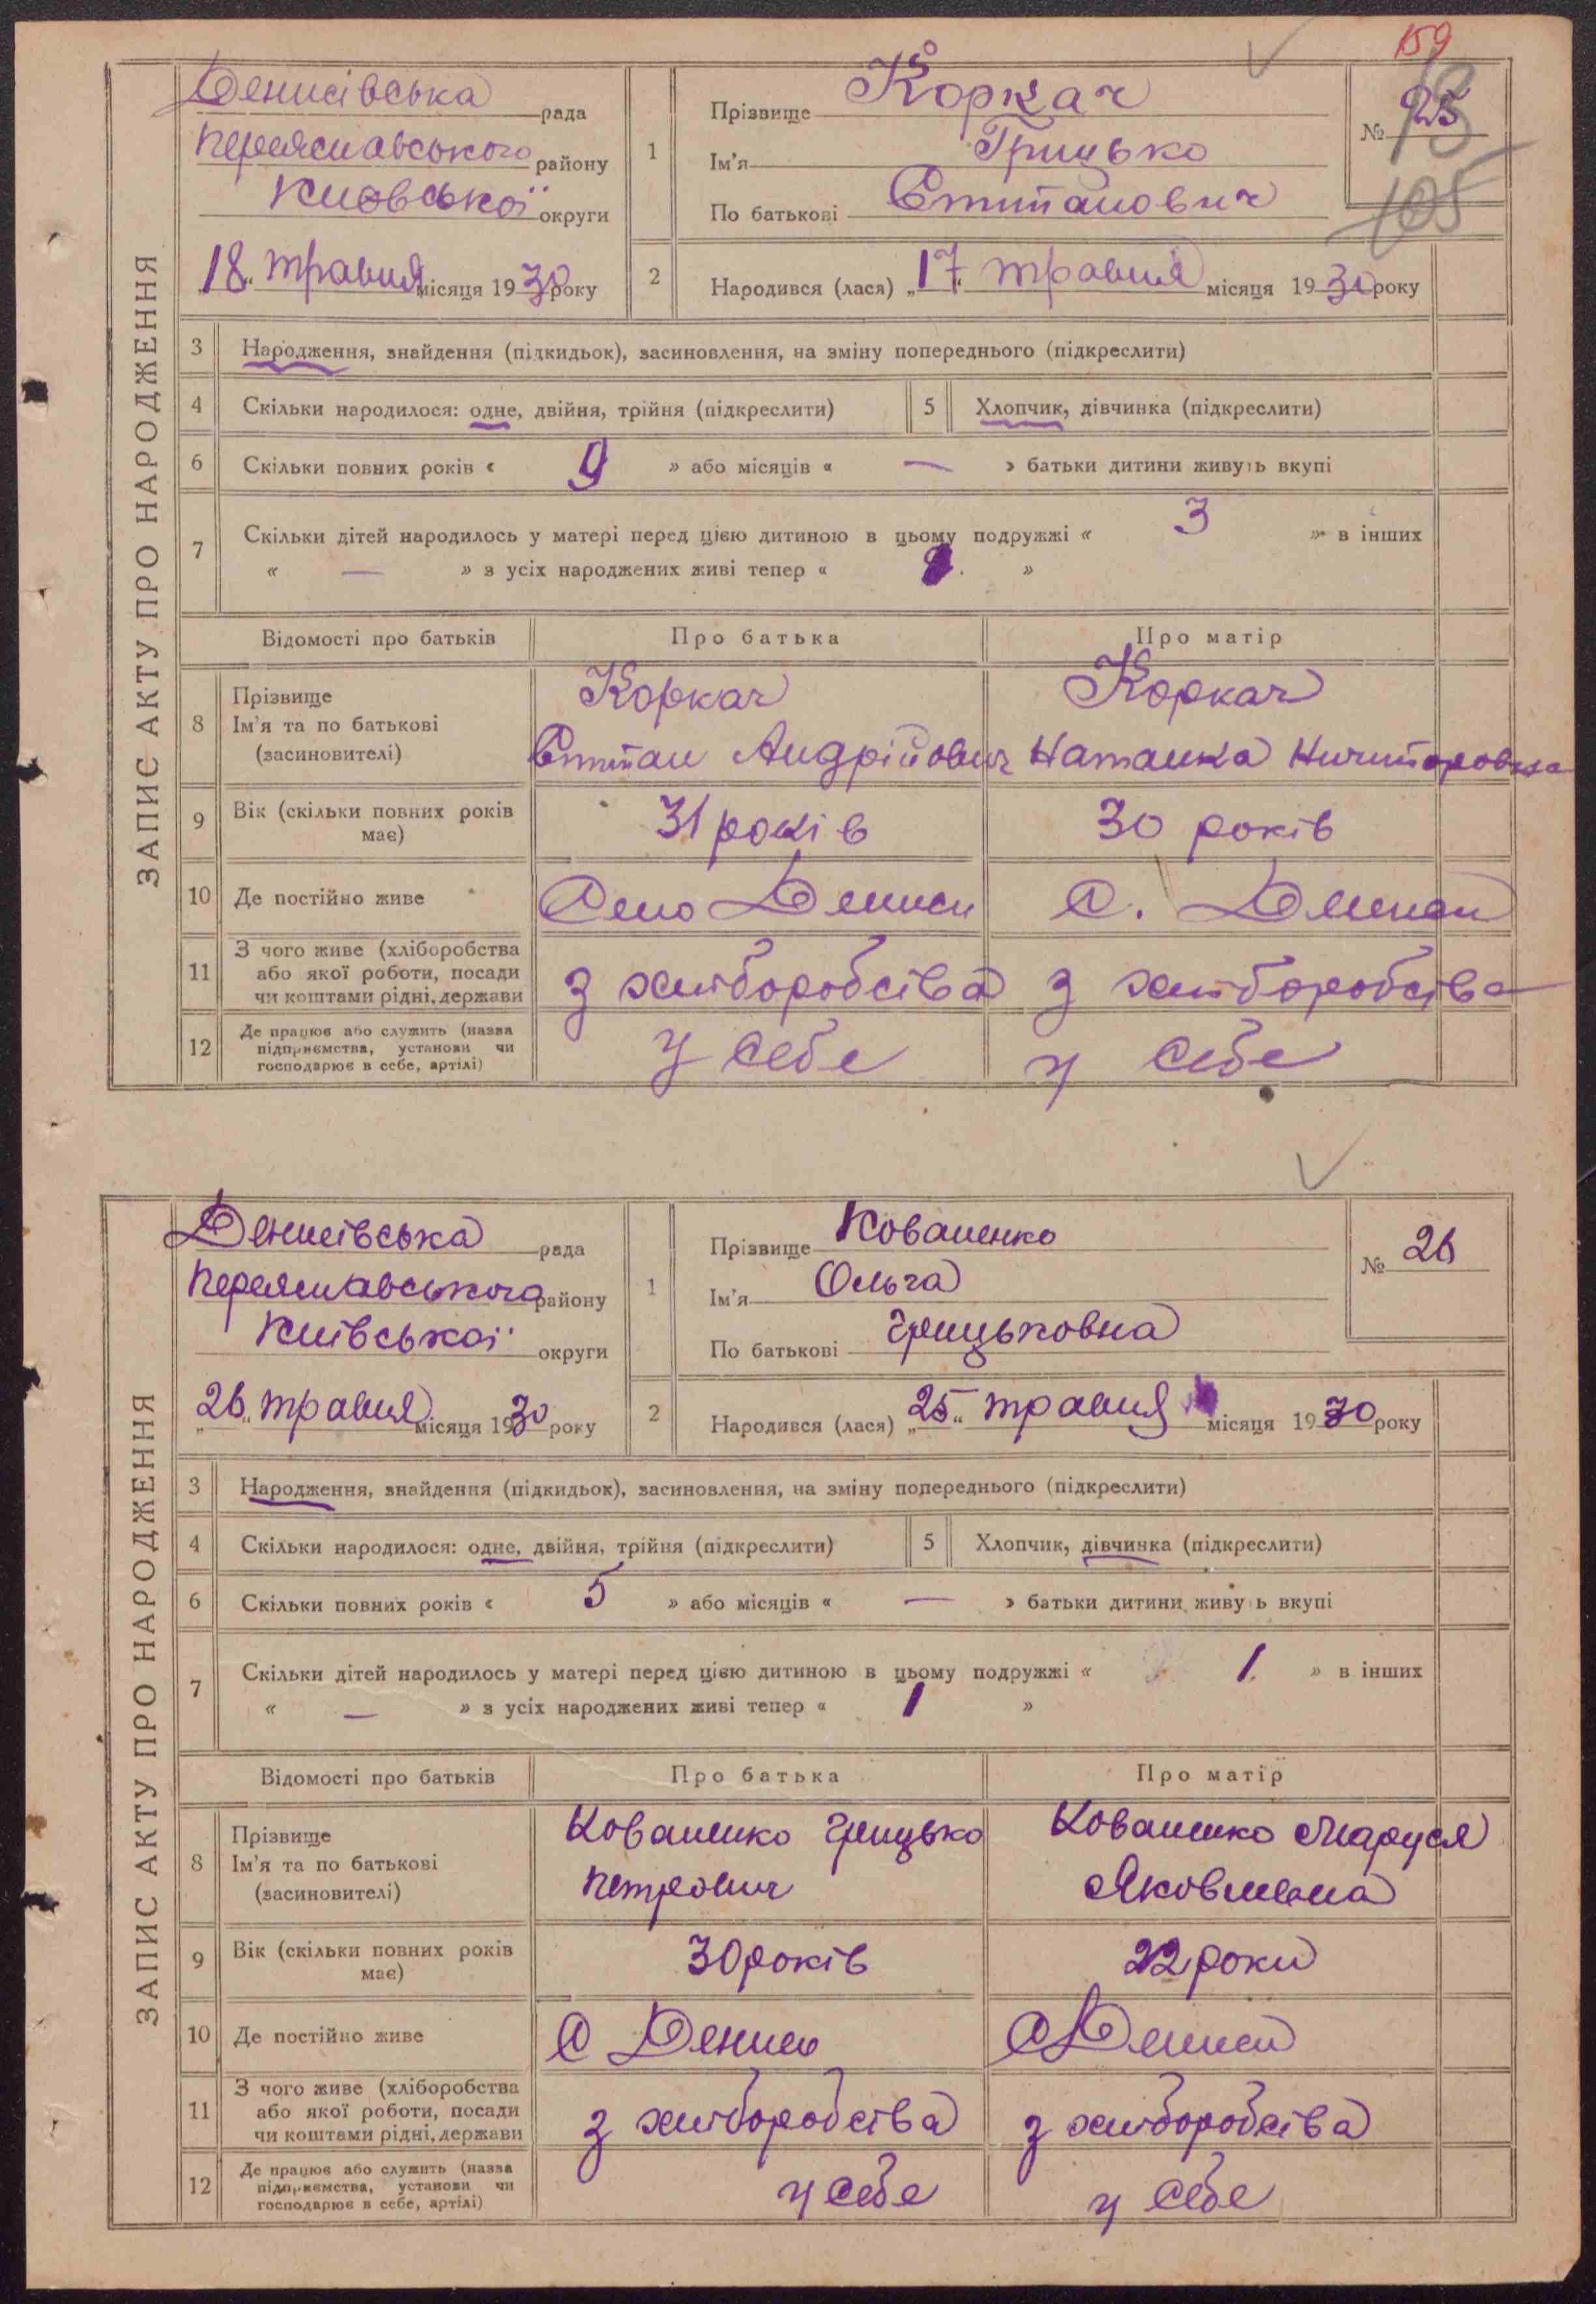 159
ЗАПИС АКТУ ПРО НАРОДЖЕННЯ
Денисівська рада
Переяславського району
Київської округи
„18“ травня місяця 1930 року
1
Прізвище Коркач
Ім'я Грицько
По батькові Степанович
№ 25
105
2
Народився (лася) „17“ травня місяця 1930 року
3 Народження, знайдення (підкидьок), засиновлення, на зміну попереднього (підкреслити)
4 Скільки народилося: одне, двійня, трійня (підкреслити) 5 Хлопчик, дівчинка (підкреслити)
6 Скільки повних років « 9 » або місяців « — » батьки дитини живуть вкупі
7 Скільки дітей народилось у матері перед цією дитиною в цьому подружжі « 3 » в інших
« — » з усіх народжених живі тепер « »
Відомості про батьків Про батька Про матір
8 Прізвище Ім'я та по батькові (засиновителі)
Коркач Коркач
Степан Андрійович Наталка Ничипоровна
9 Вік (скільки повних років має) 31 років 30 років
10 Де постійно живе Село Дениси С. Дениси
11 З чого живе (хліборобства або якої роботи, посади чи коштами рідні, держави з хліборобства з хліборобства
12 Де працює або служить (назва підприємства, установи чи господарює в себе, артілі) у себе у себе
ЗАПИС АКТУ ПРО НАРОДЖЕННЯ
Денисівська рада
Переяславського району
Київської округи
„26“ травня місяця 1930 року
1
Прізвище Коваленко
Ім'я Ольга
По батькові Грицьковна
№ 26
2
Народився (лася) „25“ травня місяця 1930 року
3 Народження, знайдення (підкидьок), засиновлення, на зміну попереднього (підкреслити)
4 Скільки народилося: одне, двійня, трійня (підкреслити) 5 Хлопчик, дівчинка (підкреслити)
6 Скільки повних років « 5 » або місяців « — » батьки дитини живуть вкупі
7 Скільки дітей народилось у матері перед цією дитиною в цьому подружжі « 1 » в інших
« — » з усіх народжених живі тепер « 1 »
Відомості про батьків Про батька Про матір
8 Прізвище Ім'я та по батькові (засиновителі)
Коваленко Грицько Коваленко Маруся
Петрович Яковлевна
9 Вік (скільки повних років має) 30 років 22 роки
10 Де постійно живе С Дениси С Дениси
11 З чого живе (хліборобства або якої роботи, посади чи коштами рідні, держави з хліборобства з хліборобства
12 Де працює або служить (назва підприємства, установи чи господарює в себе, артілі) у себе у себе